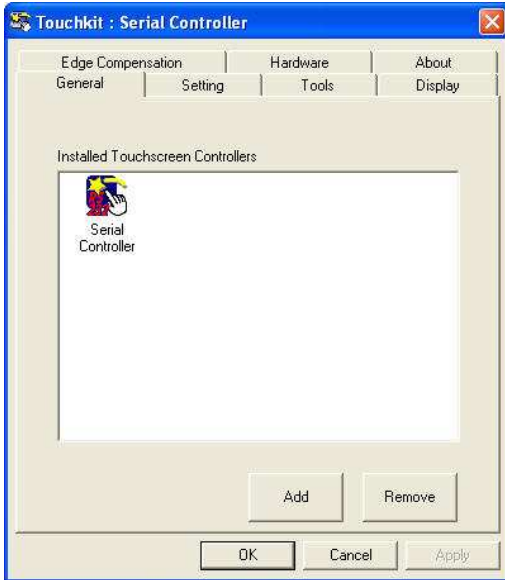 Touchkit : Serial Controller
Edge Compensation Hardware About
General Setting Tools Display
Installed Touchscreen Controllers
Serial
Controller
Add Remove
OK Cancel Apply